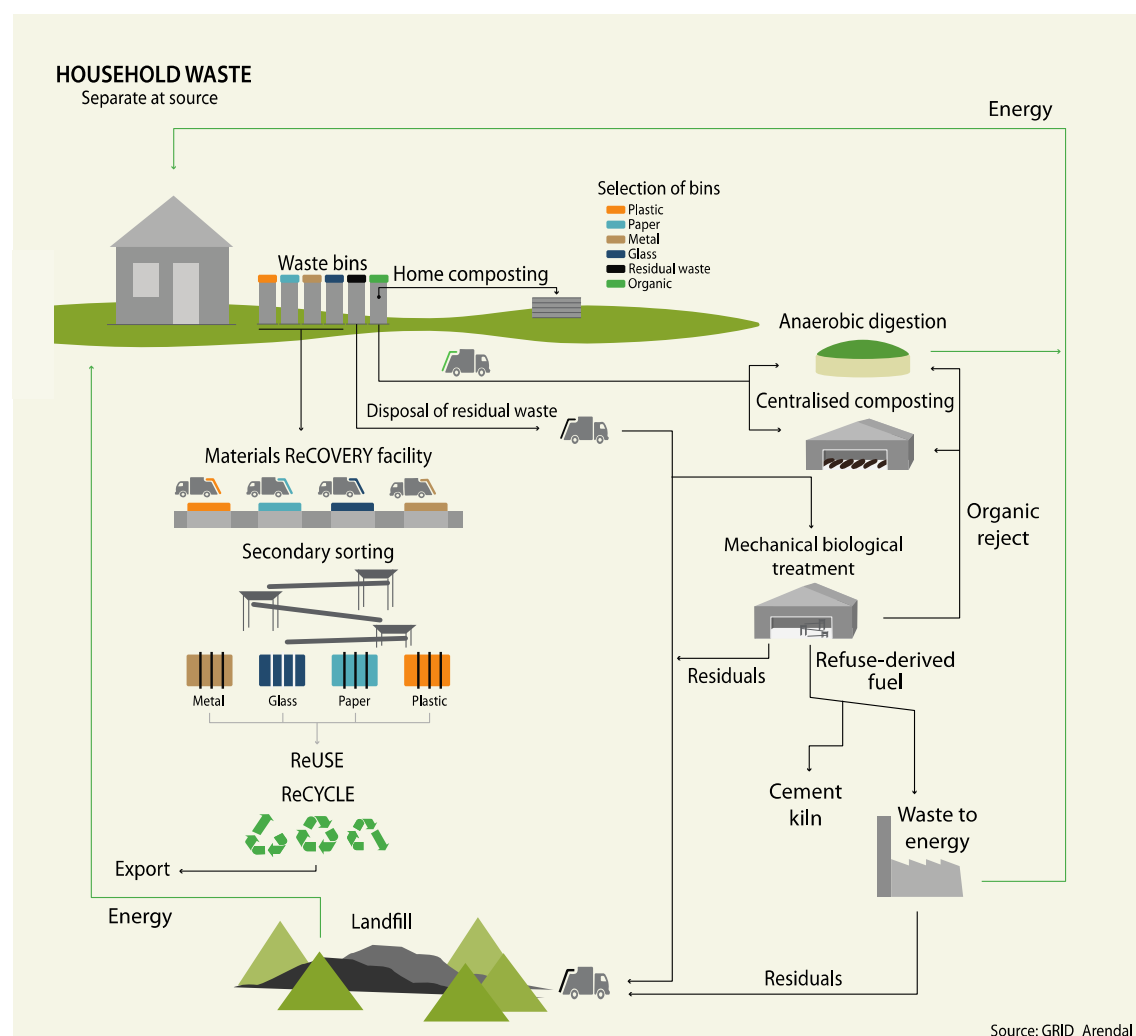 HOUSEHOLD WASTE
Separate at source
Energy
Selection of bins
Plastic
Paper
Metal
Glass
Residual waste
Organic
Waste bins
Home composting
Anaerobic digestion
Centralised composting
Disposal of residual waste
Materials ReCOVERY facility
Organic
reject
Mechanical biological
treatment
Secondary sorting
Residuals
Refuse-derived
fuel
Metal
Glass
Paper
Plastic
ReUSE
ReCYCLE
Cement
kiln
Waste to
energy
Export
Energy
Landfill
Residuals
Source: GRID_Arendal